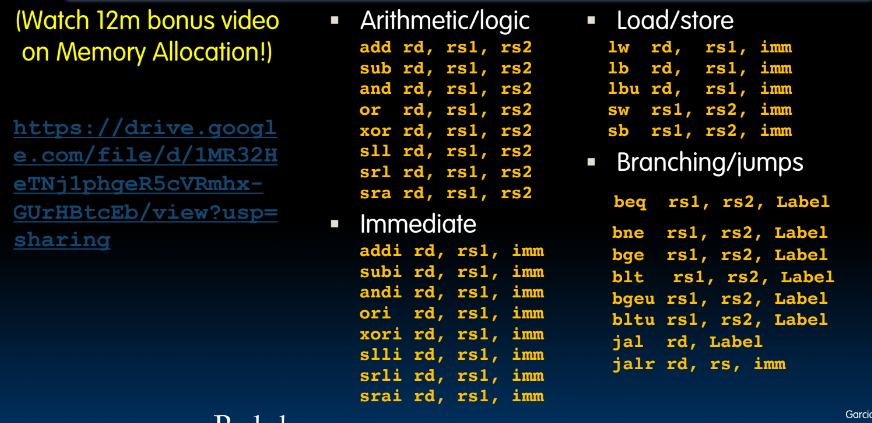 (Watch 12m bonus video
on Memory Allocation!)
https://drive.googl
e.com/file/d/1MR32H
eTNj1phgeR5cVRmhx-
GUrHBtcEb/view?usp=
sharing
▪ Arithmetic/logic
add rd, rs1, rs2
sub rd, rs1, rs2
and rd, rs1, rs2
or rd, rs1, rs2
xor rd, rs1, rs2
sll rd, rs1, rs2
srl rd, rs1, rs2
sra rd, rs1, rs2
▪ Immediate
addi rd, rs1, imm
subi rd, rs1, imm
andi rd, rs1, imm
ori rd, rs1, imm
xori rd, rs1, imm
slli rd, rs1, imm
srli rd, rs1, imm
srai rd, rs1, imm
▪ Load/store
lw rd, rs1, imm
lb rd, rs1, imm
lbu rd, rs1, imm
sw rs1, rs2, imm
sb rs1, rs2, imm
▪ Branching/jumps
beq rs1, rs2, Label
bne rs1, rs2, Label
bge rs1, rs2, Label
blt rs1, rs2, Label
bgeu rs1, rs2, Label
bltu rs1, rs2, Label
jal rd, Label
jalr rd, rs, imm
Garcia